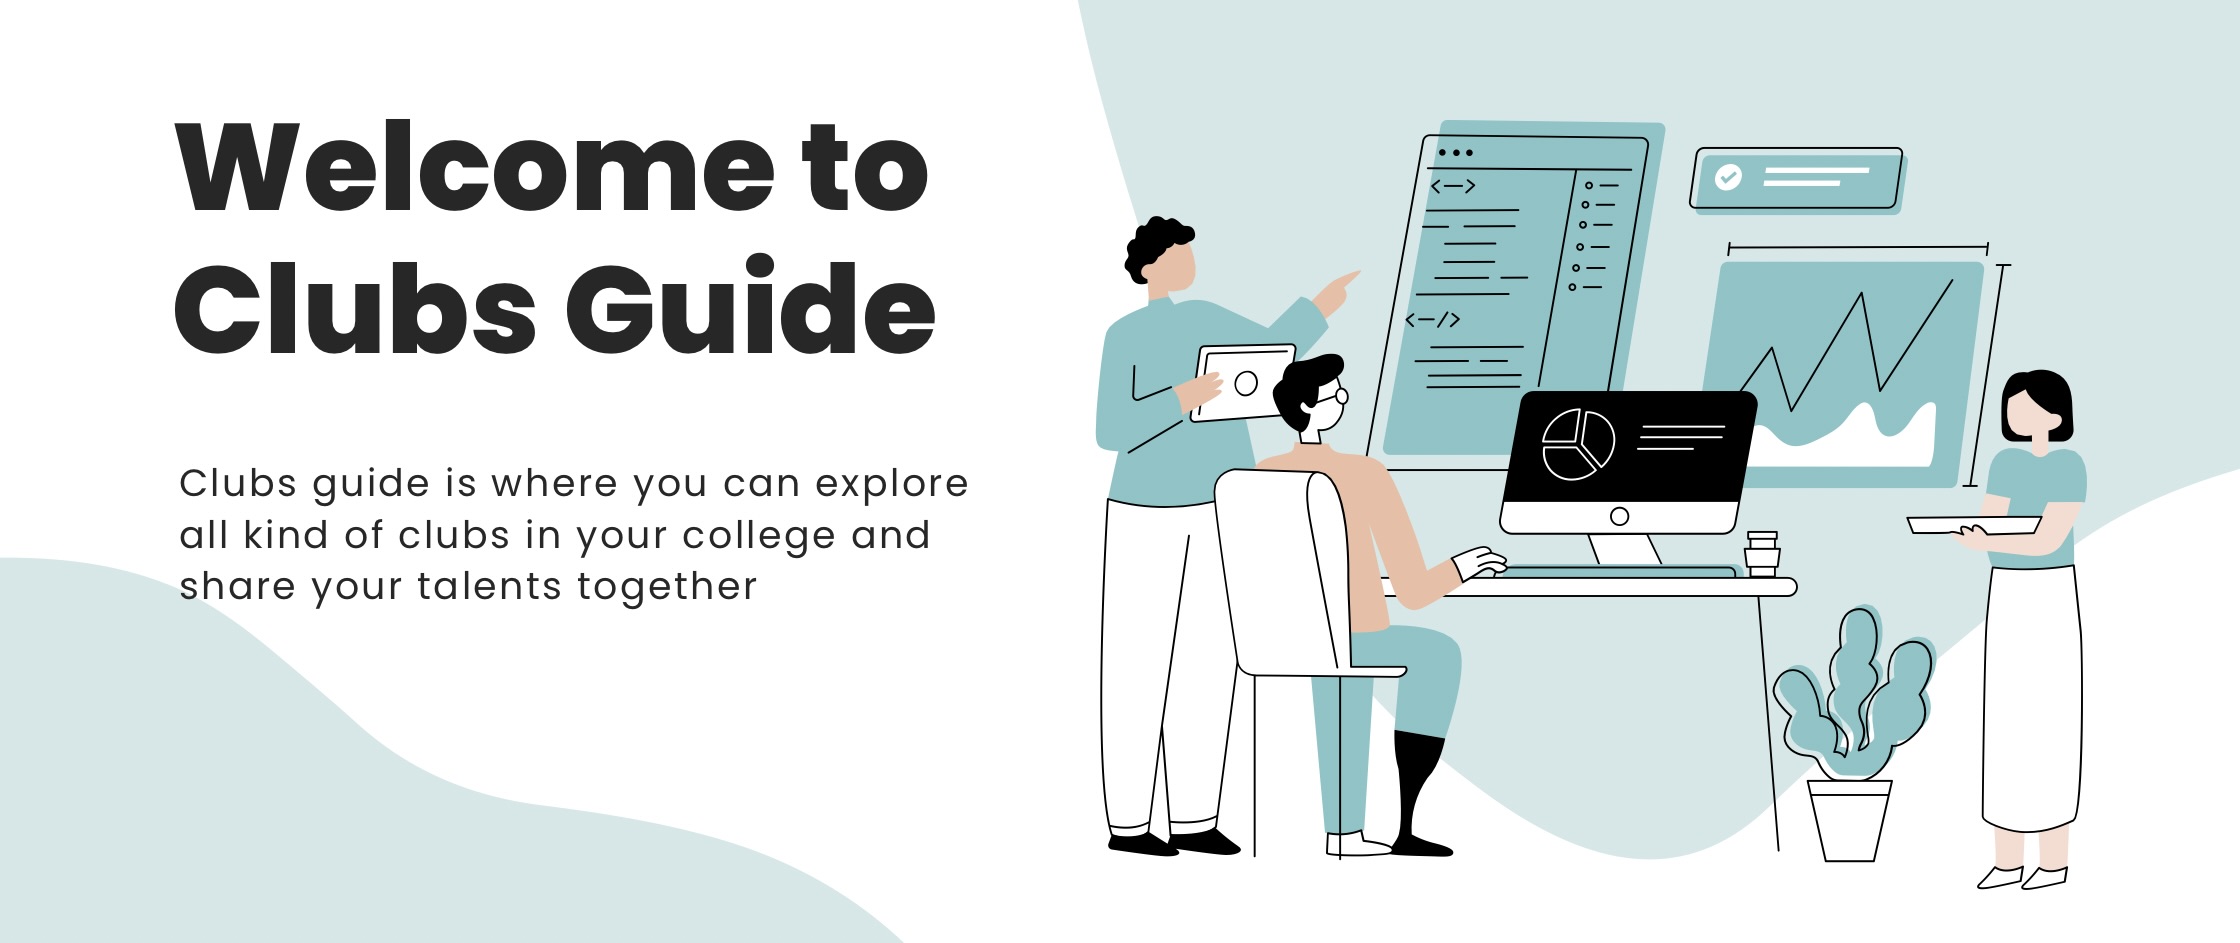 Welcome to
Clubs Guide
Clubs guide is where you can explore
all kind of clubs in your college and
share your talents together